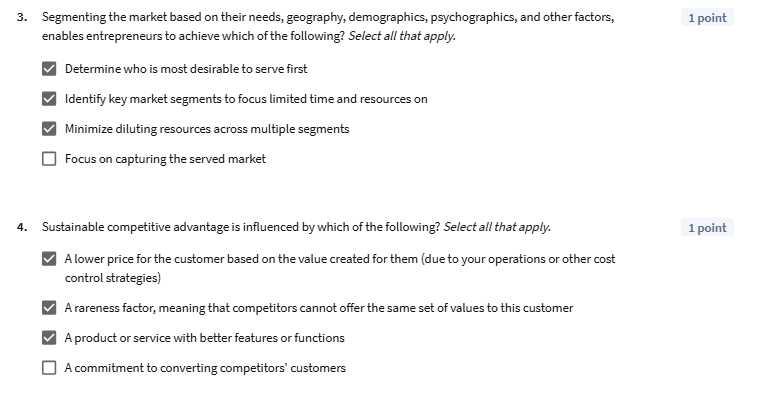 3. Segmenting the market based on their needs, geography, demographics, psychographics, and other factors, 1 point
enables entrepreneurs to achieve which of the following? Select all that apply.
Determine who is most desirable to serve first
Identify key market segments to focus limited time and resources on
Minimize diluting resources across multiple segments
Focus on capturing the served market
4. Sustainable competitive advantage is influenced by which of the following? Select all that apply. 1 point
A lower price for the customer based on the value created for them (due to your operations or other cost
control strategies)
A rareness factor, meaning that competitors cannot offer the same set of values to this customer
A product or service with better features or functions
A commitment to converting competitors' customers